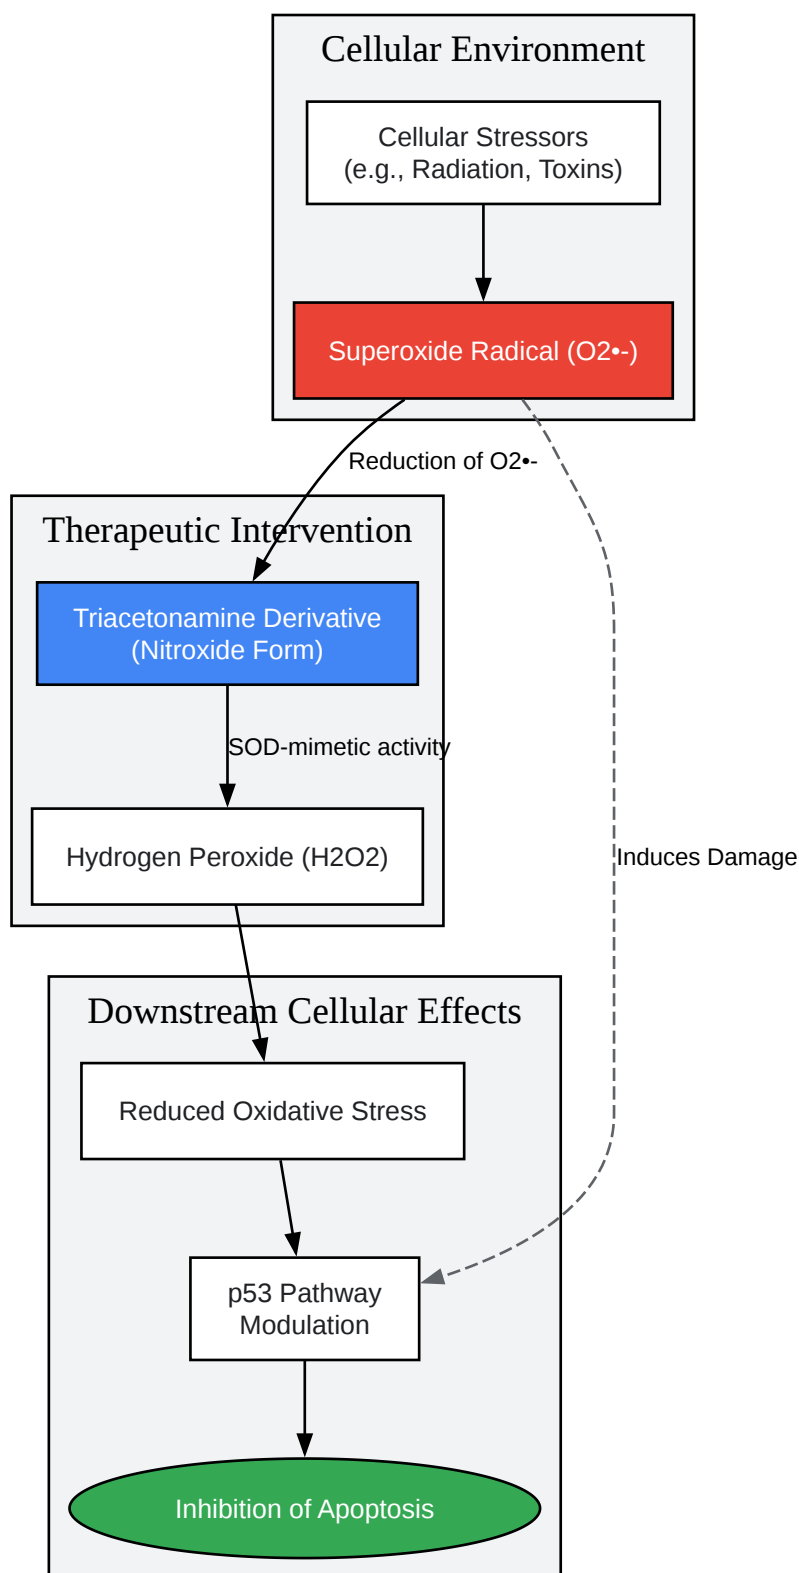 Cellular Environment
Cellular Stressors
(e.g., Radiation, Toxins)
Superoxide Radical (O2•-)
Reduction of O2•-
Therapeutic Intervention
Triacetonamine Derivative
(Nitroxide Form)
SOD-mimetic activity
Hydrogen Peroxide (H2O2)
Induces Damage
Downstream Cellular Effects
Reduced Oxidative Stress
p53 Pathway
Modulation
Inhibition of Apoptosis